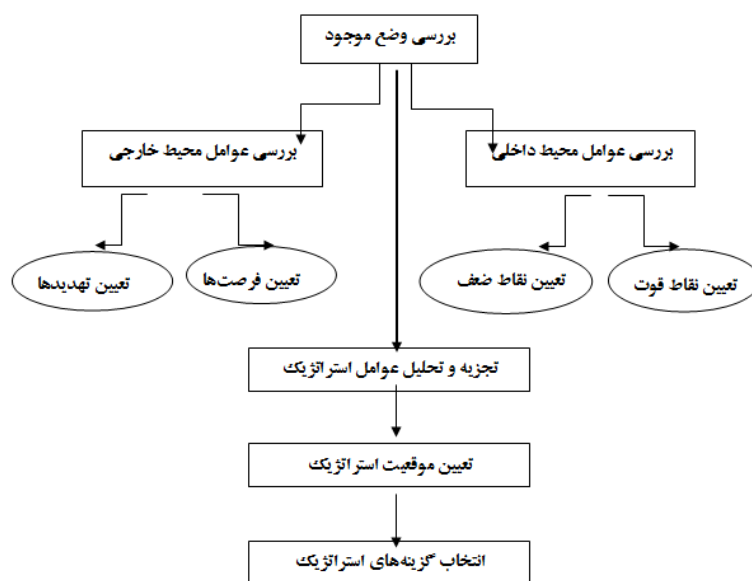 بررسی وضع موجود
بررسی عوامل محیط داخلی
بررسی عوامل محیط خارجی
تعیین نقاط قوت
تعیین نقاط ضعف
تعیین فرصت‌ها
تعیین تهدیدها
تجزیه و تحلیل عوامل استراتژیک
تعیین موقعیت استراتژیک
انتخاب گزینه‌های استراتژیک